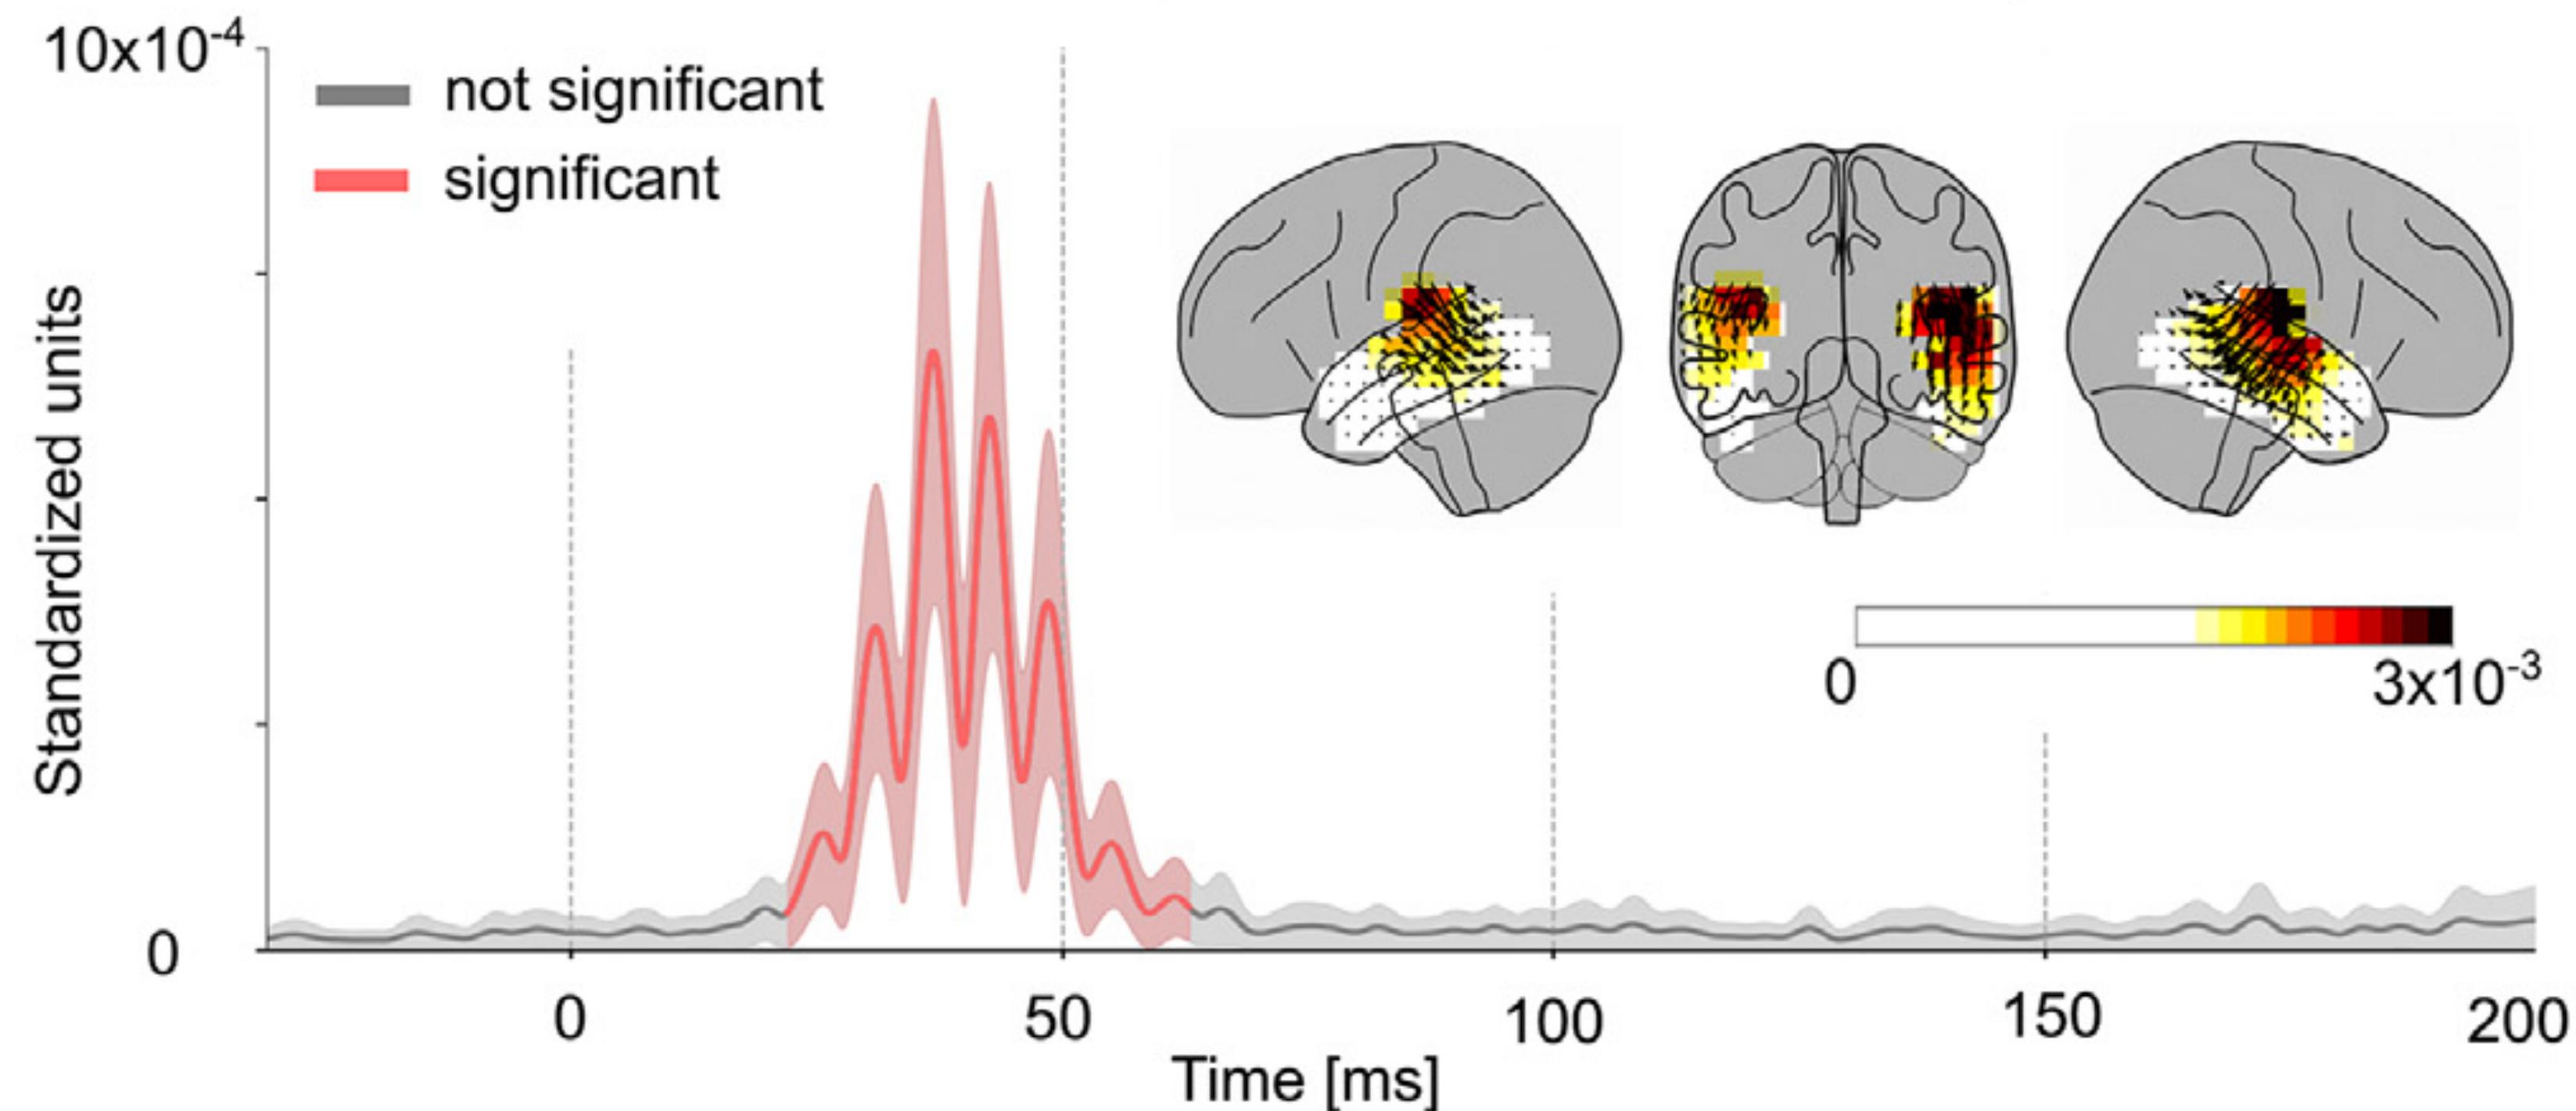 10x10⁻⁴
not significant
significant
Standardized units
0
0
3x10⁻³
0
50
100
150
200
Time [ms]